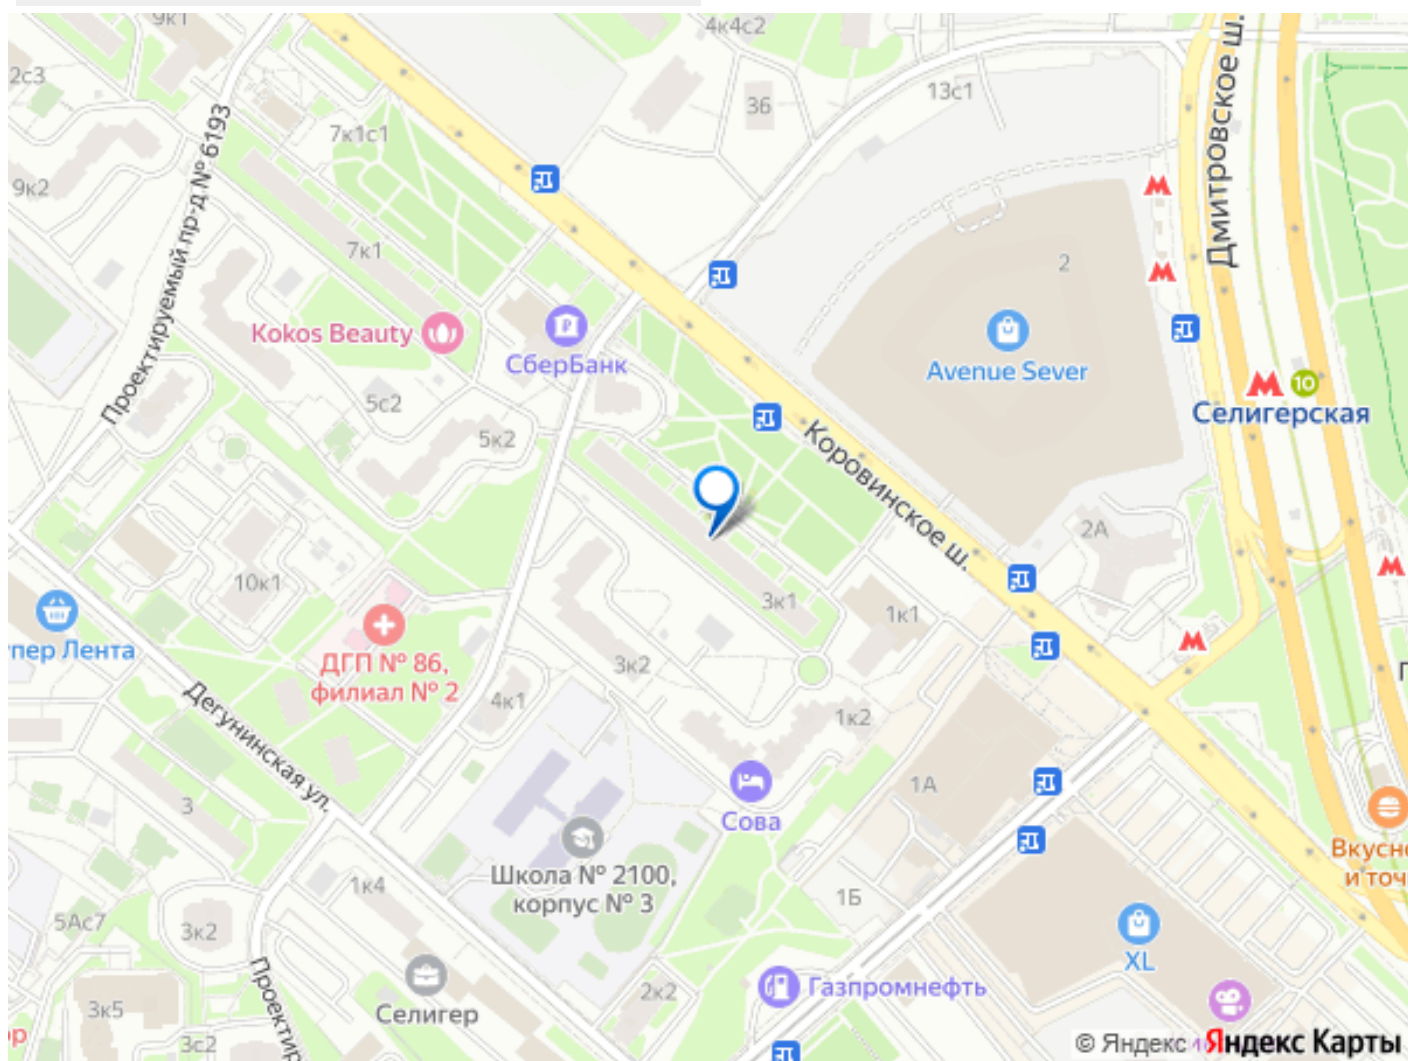 9к1
4к4с2
Дмитровское ш.
2с3
36
13с1
Проектируемый пр-д № 6193
7к1с1
9к2
7к1
2
Kokos Beauty
СберБанк
Avenue Sever
10
Селигерская
5с2
5к2
Коровинское ш.
2А
10к1
3к1
1к1
упер Лента
ДГП № 86,
филиал № 2
3к2
4к1
1к2
Дегунинская ул.
1А
3
Сова
Вкусно
и точ
Школа № 2100,
корпус № 3
1к4
1Б
5Ас7
3к2
XL
Проектир
Газпромнефть
2к2
Селигер
3к5
ор
3с2
© Яндекс
Яндекс Карты